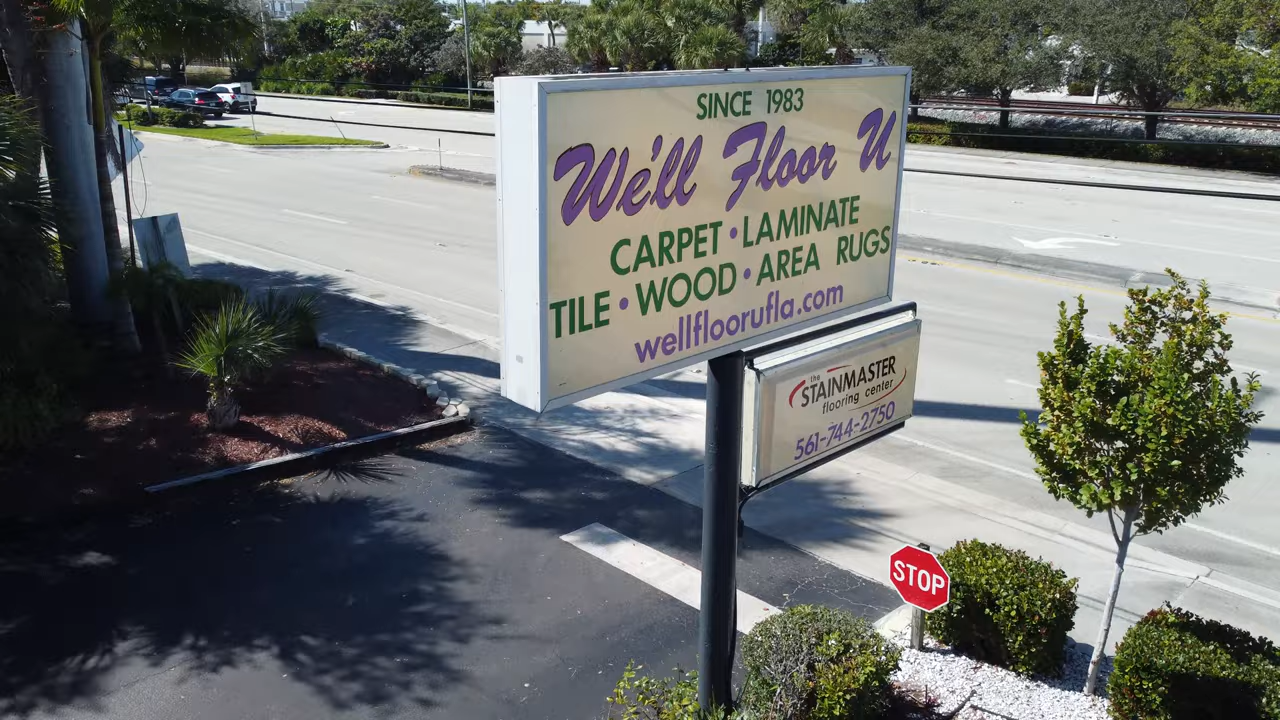 SINCE 1983
We'll Floor U
CARPET • LAMINATE
TILE • WOOD • AREA RUGS
wellfloorufla.com
the
STAINMASTER
flooring center
561-744-2750
STOP